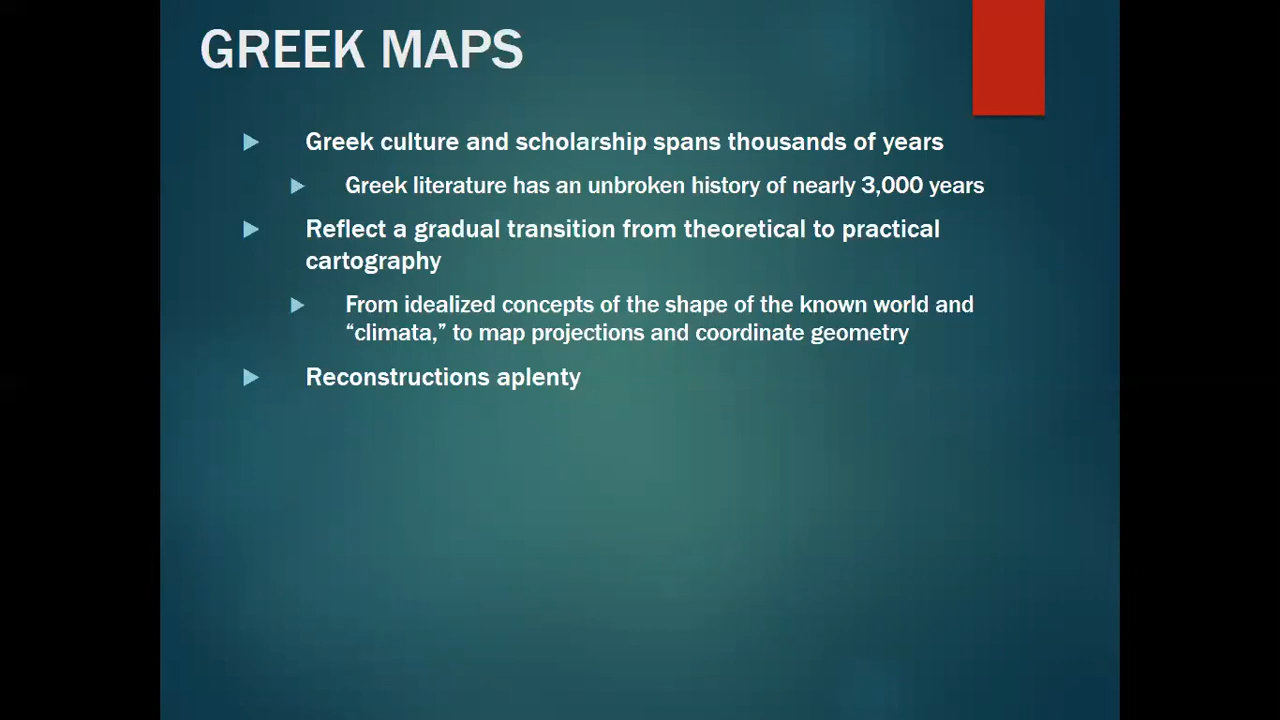 GREEK MAPS
Greek culture and scholarship spans thousands of years
Greek literature has an unbroken history of nearly 3,000 years
Reflect a gradual transition from theoretical to practical
cartography
From idealized concepts of the shape of the known world and
“climata,” to map projections and coordinate geometry
Reconstructions aplenty